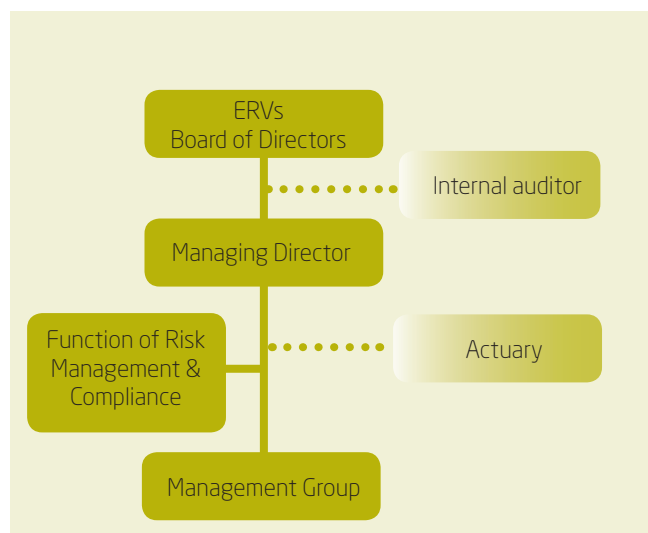 ERVs
Board of Directors
Internal auditor
Managing Director
Function of Risk
Management &
Compliance
Actuary
Management Group